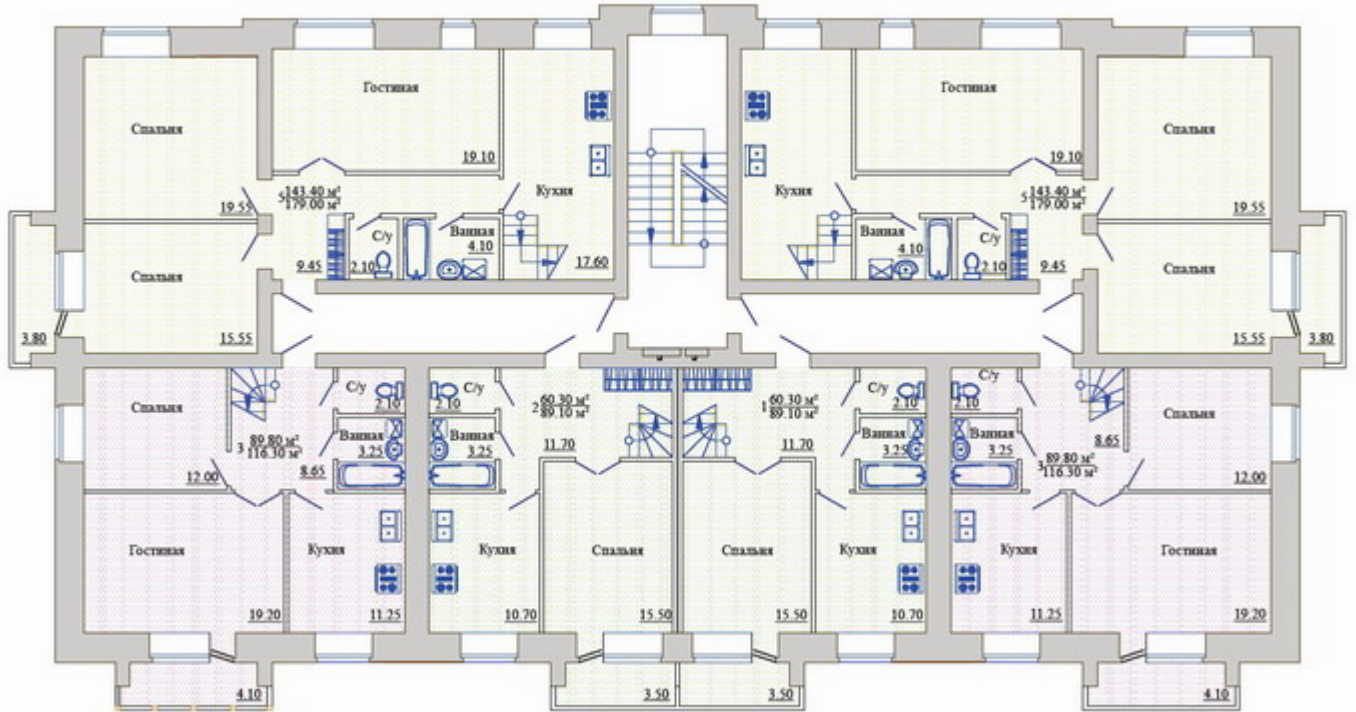 Гостиная
Гостиная
Спальня
Спальня
19.10
19.10
5 143.40 м²
179.00 м²
5 143.40 м²
179.00 м²
Кухня
Кухня
19.55
19.55
С/у
Ванная
4.10
Ванная
4.10
С/у
2.10
17.60
2.10
9.45
9.45
Спальня
Спальня
15.55
15.55
3.80
3.80
С/у
2.10
С/у
2.10
2 60.30 м²
89.10 м²
1 60.30 м²
89.10 м²
С/у
2.10
С/у
2.10
Спальня
Спальня
3 89.80 м²
116.30 м²
Ванная
3.25
Ванная
3.25
11.70
11.70
Ванная
3.25
Ванная
3.25
8.65
3 89.80 м²
116.30 м²
8.65
12.00
12.00
Гостиная
Кухня
Кухня
Спальня
Спальня
Кухня
Кухня
Гостиная
19.20
11.25
10.70
15.50
15.50
10.70
11.25
19.20
4.10
3.50
3.50
4.10